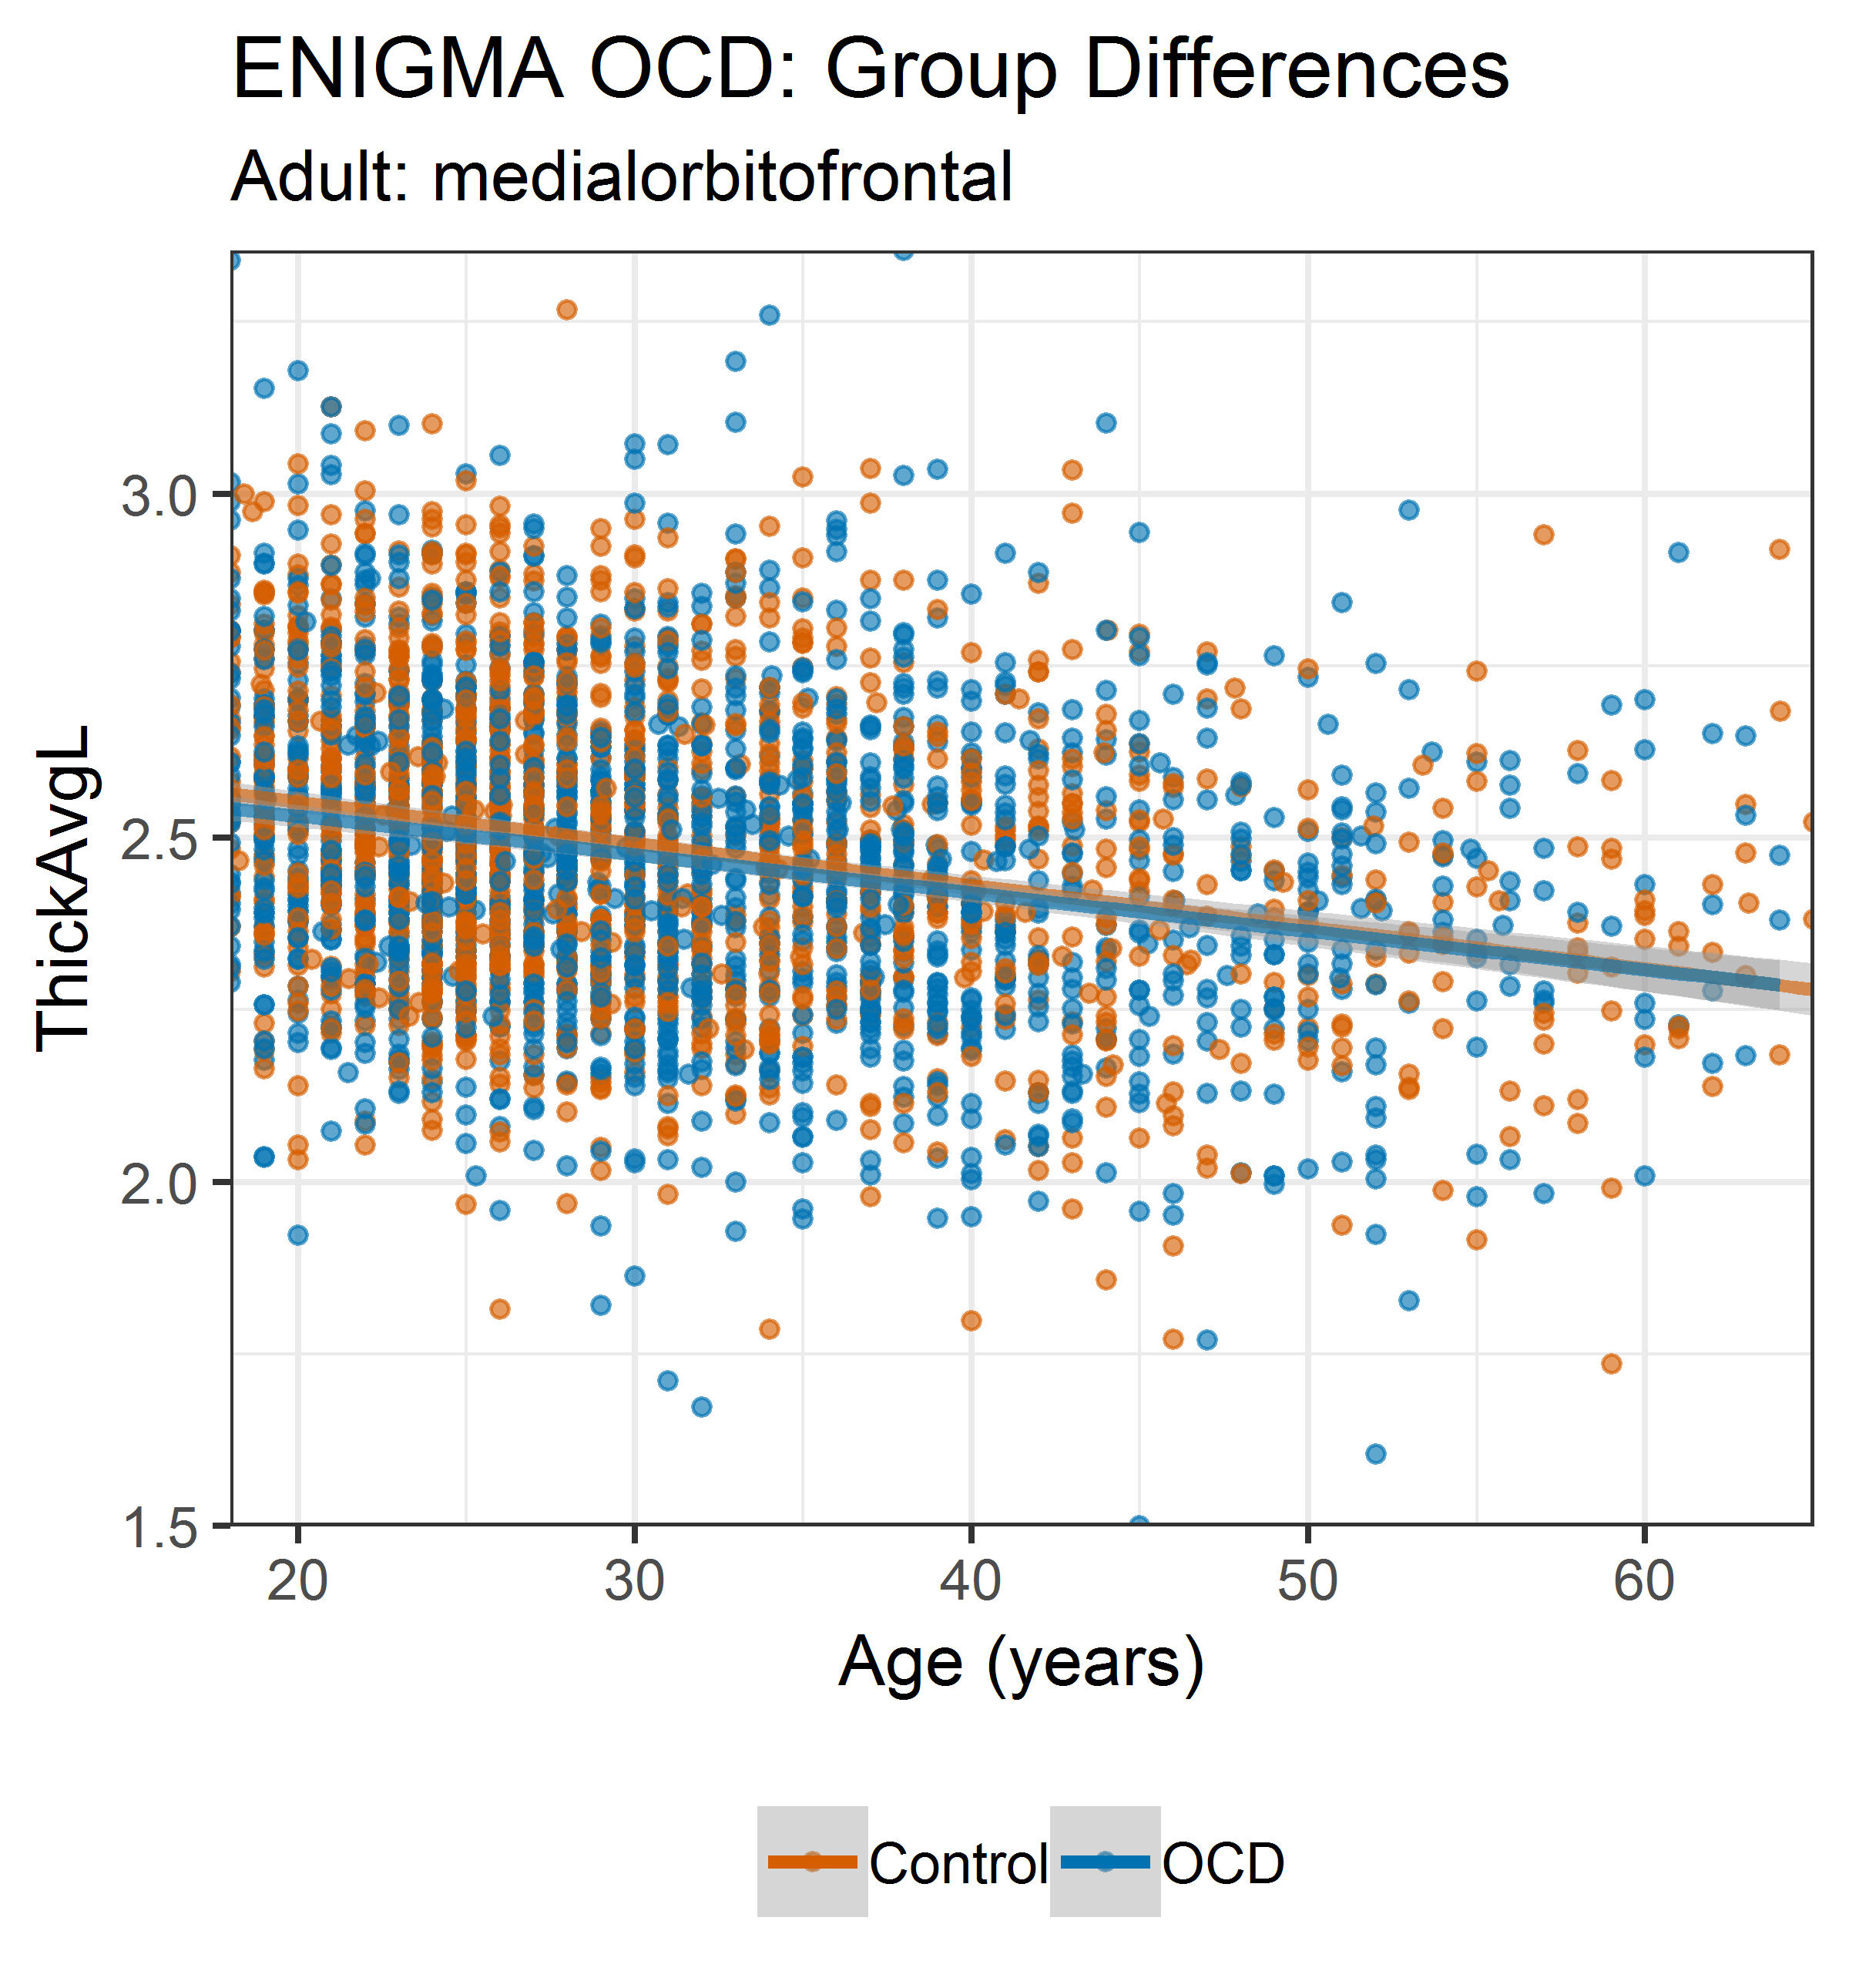 ENIGMA OCD: Group Differences
Adult: medialorbitofrontal
ThickAvgL
3.0
2.5
2.0
1.5
20 30 40 50 60
Age (years)
Control OCD